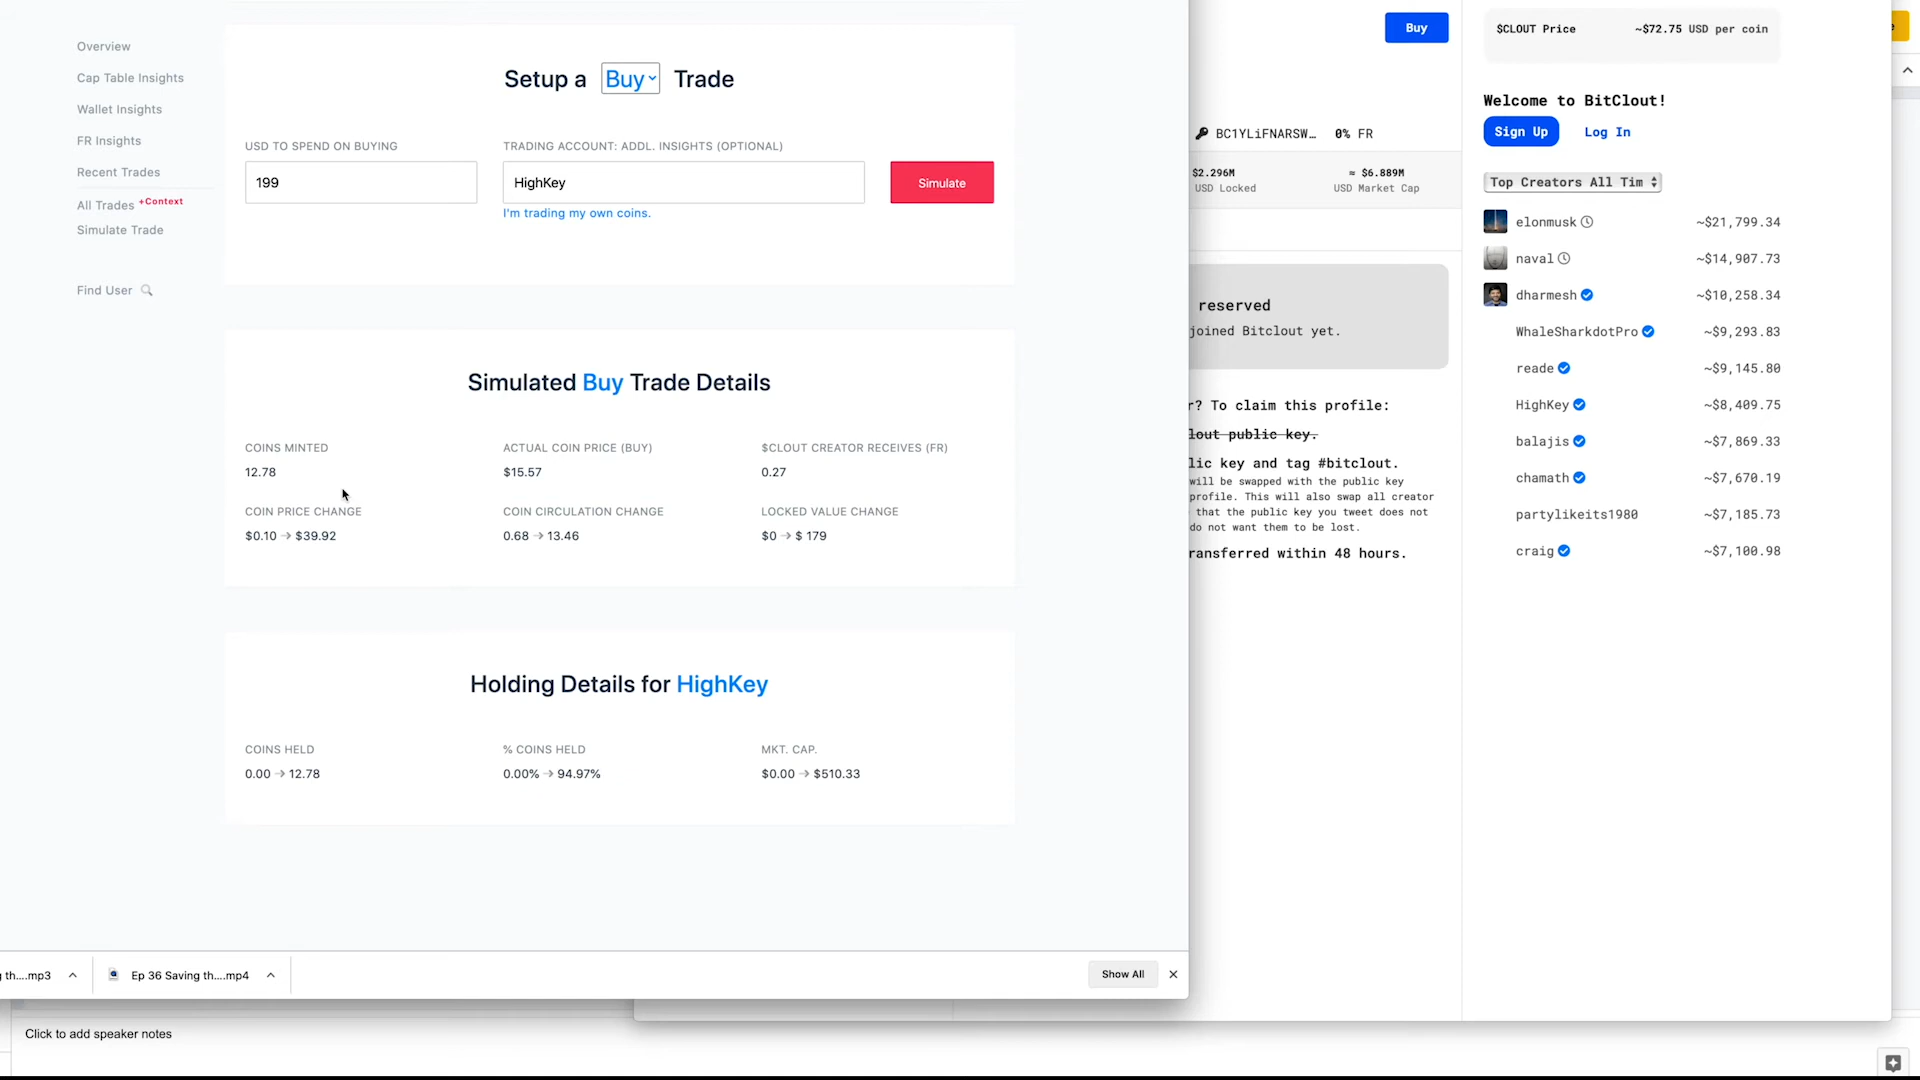 Overview
Cap Table Insights
Wallet Insights
FR Insights
Recent Trades
All Trades +Context
Simulate Trade
Find User
Setup a Buy Trade
USD TO SPEND ON BUYING
199
TRADING ACCOUNT: ADDL. INSIGHTS (OPTIONAL)
HighKey
Simulate
I'm trading my own coins.
Simulated Buy Trade Details
COINS MINTED
12.78
ACTUAL COIN PRICE (BUY)
$15.57
$CLOUT CREATOR RECEIVES (FR)
0.27
COIN PRICE CHANGE
$0.10 → $39.92
COIN CIRCULATION CHANGE
0.68 → 13.46
LOCKED VALUE CHANGE
$0 → $ 179
Holding Details for HighKey
COINS HELD
0.00 → 12.78
% COINS HELD
0.00% → 94.97%
MKT. CAP.
$0.00 → $510.33
th....mp3
Ep 36 Saving th....mp4
Show All
Click to add speaker notes
Buy
BC1YLiFNARSW… 0% FR
$2.296M
USD Locked
≈ $6.889M
USD Market Cap
reserved
joined Bitclout yet.
r? To claim this profile:
lout public key.
lic key and tag #bitclout.
will be swapped with the public key
profile. This will also swap all creator
that the public key you tweet does not
do not want them to be lost.
ransferred within 48 hours.
$CLOUT Price ~$72.75 USD per coin
Welcome to BitClout!
Sign Up Log In
Top Creators All Tim
elonmusk ~$21,799.34
naval ~$14,907.73
dharmesh ~$10,258.34
WhaleSharkdotPro ~$9,293.83
reade ~$9,145.80
HighKey ~$8,409.75
balajis ~$7,869.33
chamath ~$7,670.19
partylikeits1980 ~$7,185.73
craig ~$7,100.98